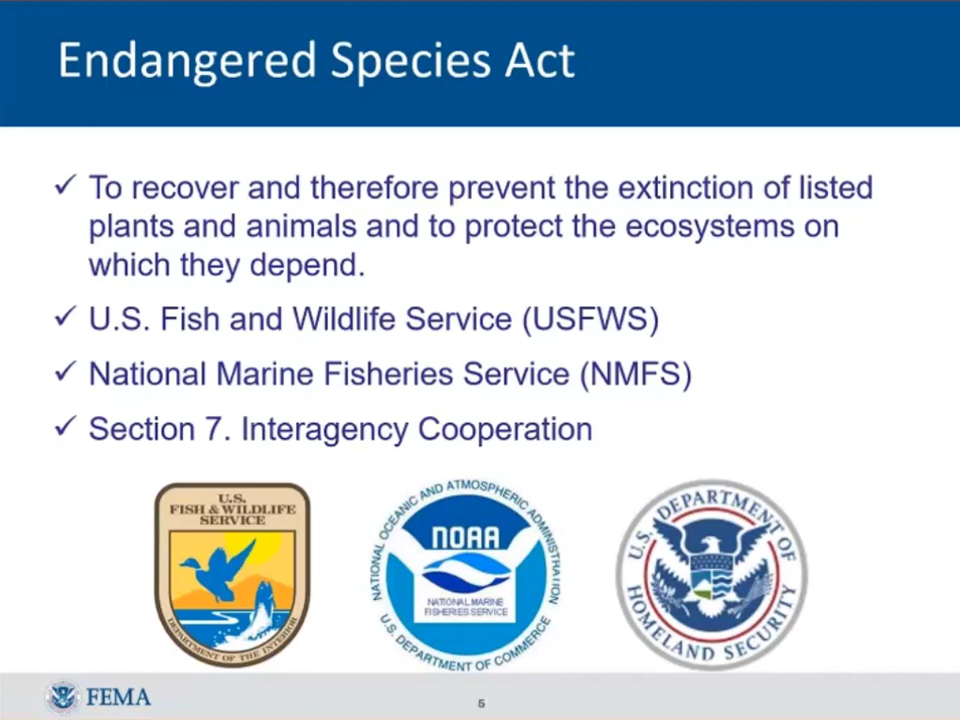 Endangered Species Act
✓ To recover and therefore prevent the extinction of listed
plants and animals and to protect the ecosystems on
which they depend.
✓ U.S. Fish and Wildlife Service (USFWS)
✓ National Marine Fisheries Service (NMFS)
✓ Section 7. Interagency Cooperation
U.S.
FISH & WILDLIFE
SERVICE
DEPARTMENT OF THE INTERIOR
NATIONAL OCEANIC AND ATMOSPHERIC ADMINISTRATION
NOAA
NATIONAL MARINE
FISHERIES SERVICE
U.S. DEPARTMENT OF COMMERCE
U.S. DEPARTMENT OF
HOMELAND SECURITY
FEMA
5